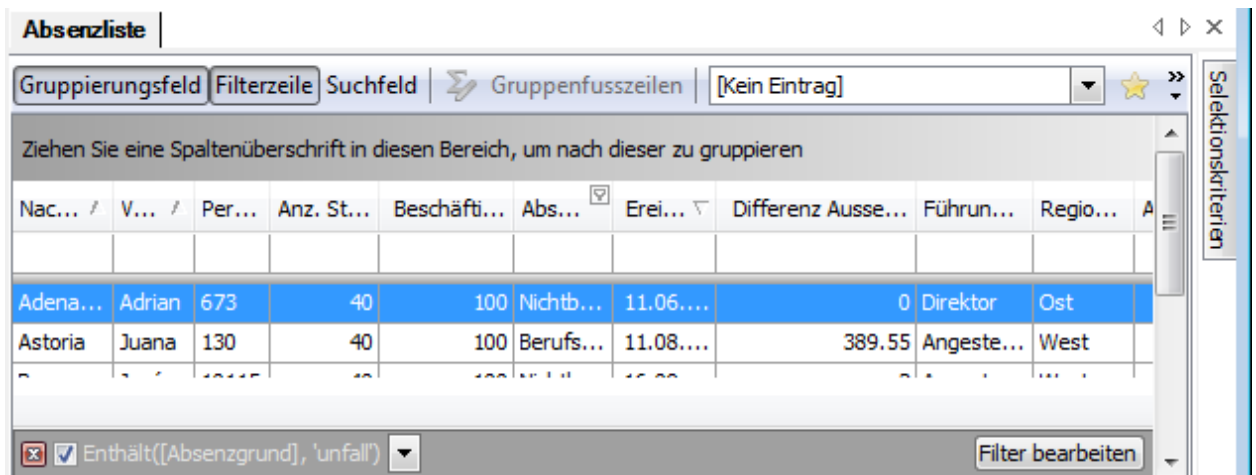 Absenzliste
Gruppierungsfeld Filterzeile Suchfeld Gruppenfusszeilen [Kein Eintrag]
Selektionskriterien
Ziehen Sie eine Spaltenüberschrift in diesen Bereich, um nach dieser zu gruppieren
Nac... V... Per... Anz. St... Beschäfti... Abs... Erei... Differenz Ausse... Führun... Regio... A
Adena... Adrian 673 40 100 Nichtb... 11.06.... 0 Direktor Ost
Astoria Juana 130 40 100 Berufs... 11.08.... 389.55 Angeste... West
Enthält([Absenzgrund], 'unfall') Filter bearbeiten